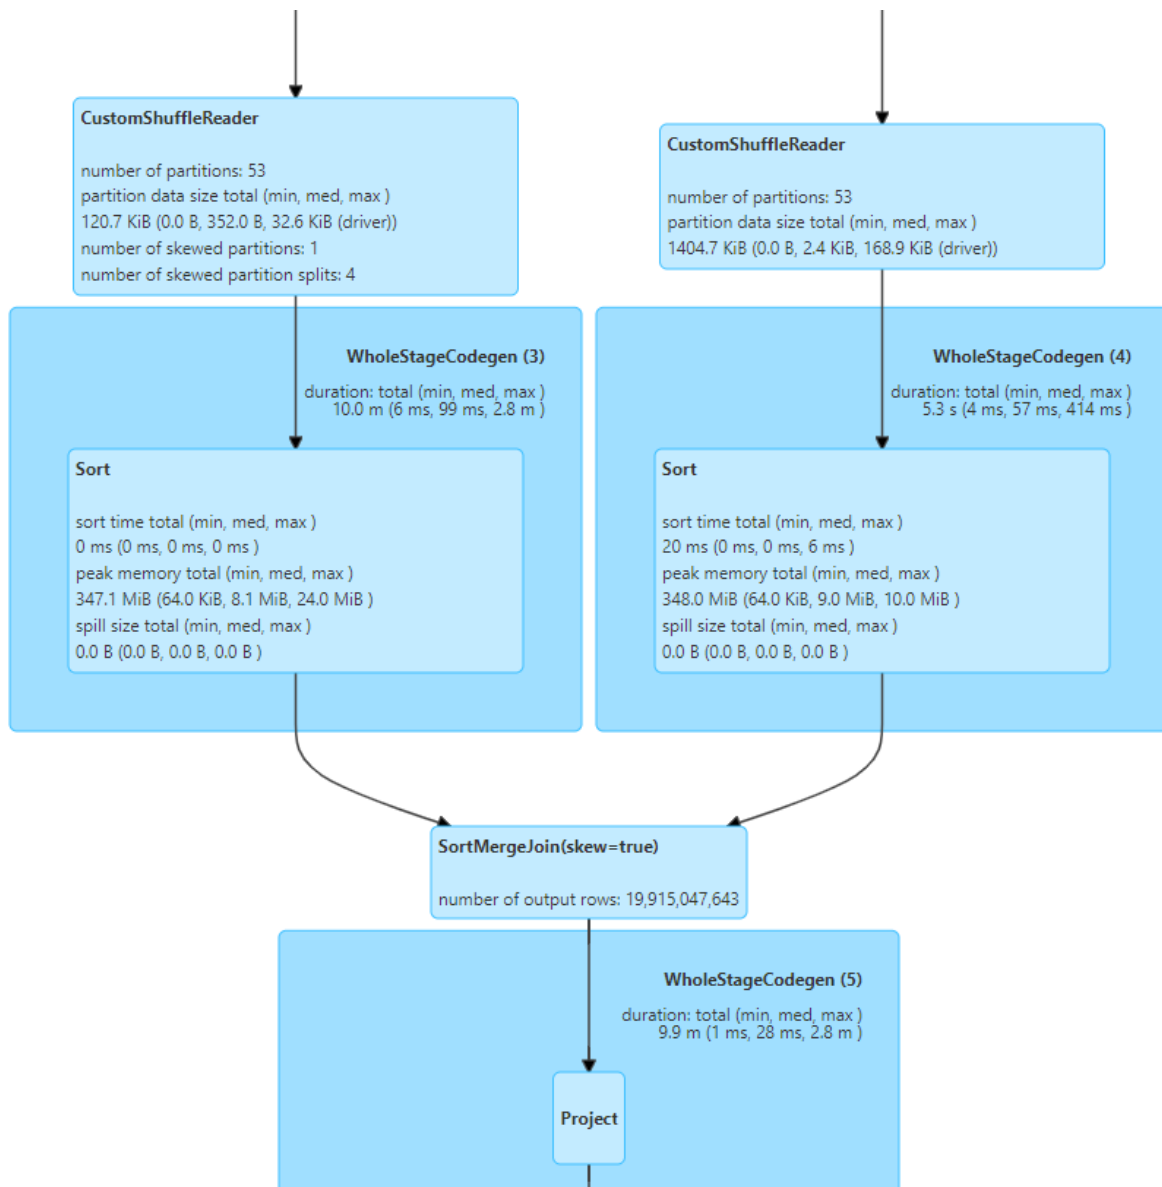 CustomShuffleReader
number of partitions: 53
partition data size total (min, med, max )
120.7 KiB (0.0 B, 352.0 B, 32.6 KiB (driver))
number of skewed partitions: 1
number of skewed partition splits: 4
CustomShuffleReader
number of partitions: 53
partition data size total (min, med, max )
1404.7 KiB (0.0 B, 2.4 KiB, 168.9 KiB (driver))
WholeStageCodegen (3)
duration: total (min, med, max )
10.0 m (6 ms, 99 ms, 2.8 m )
Sort
sort time total (min, med, max )
0 ms (0 ms, 0 ms, 0 ms )
peak memory total (min, med, max )
347.1 MiB (64.0 KiB, 8.1 MiB, 24.0 MiB )
spill size total (min, med, max )
0.0 B (0.0 B, 0.0 B, 0.0 B )
WholeStageCodegen (4)
duration: total (min, med, max )
5.3 s (4 ms, 57 ms, 414 ms )
Sort
sort time total (min, med, max )
20 ms (0 ms, 0 ms, 6 ms )
peak memory total (min, med, max )
348.0 MiB (64.0 KiB, 9.0 MiB, 10.0 MiB )
spill size total (min, med, max )
0.0 B (0.0 B, 0.0 B, 0.0 B )
SortMergeJoin(skew=true)
number of output rows: 19,915,047,643
WholeStageCodegen (5)
duration: total (min, med, max )
9.9 m (1 ms, 28 ms, 2.8 m )
Project